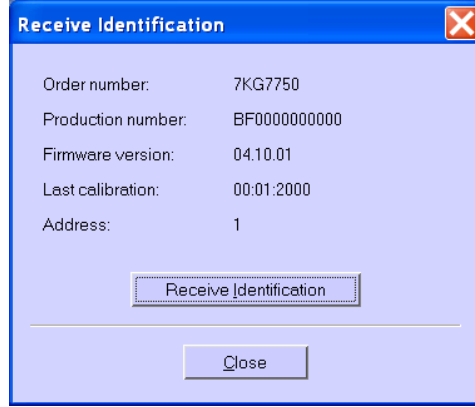 Receive Identification
Order number: 7KG7750
Production number: BF0000000000
Firmware version: 04.10.01
Last calibration: 00:01:2000
Address: 1
Receive Identification
Close